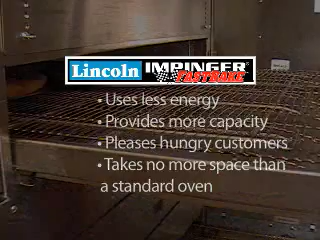 Lincoln IMPINGER
FASTBAKE
• Uses less energy
• Provides more capacity
• Pleases hungry customers
• Takes no more space than
a standard oven